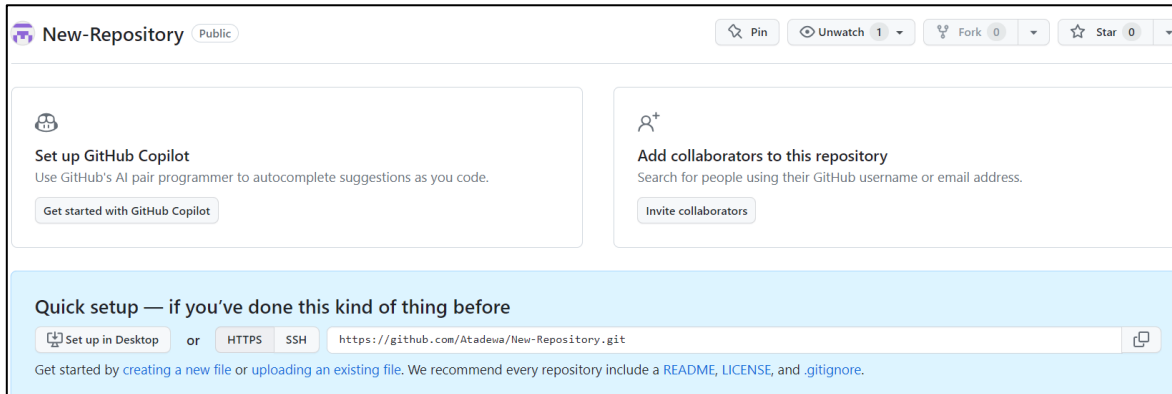 New-Repository Public
Pin
Unwatch 1
Fork 0
Star 0
Set up GitHub Copilot
Use GitHub's AI pair programmer to autocomplete suggestions as you code.
Get started with GitHub Copilot
Add collaborators to this repository
Search for people using their GitHub username or email address.
Invite collaborators
Quick setup — if you've done this kind of thing before
Set up in Desktop or HTTPS SSH https://github.com/Atadewa/New-Repository.git
Get started by creating a new file or uploading an existing file. We recommend every repository include a README, LICENSE, and .gitignore.